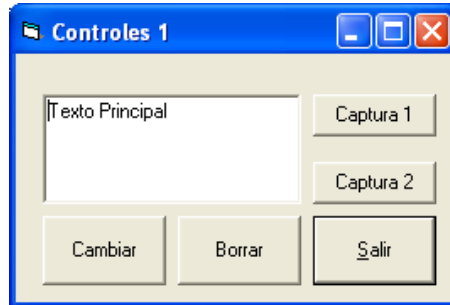 Controles 1
Texto Principal
Captura 1
Captura 2
Cambiar
Borrar
Salir